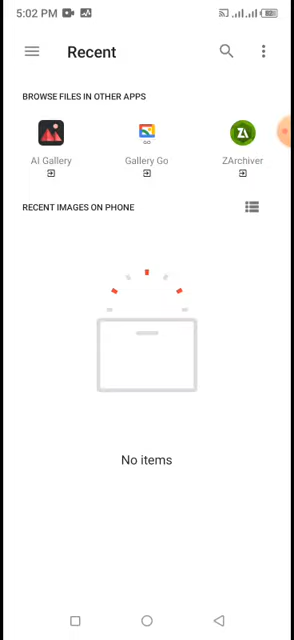 5:02 PM
Recent
BROWSE FILES IN OTHER APPS
AI Gallery
Gallery Go
ZArchiver
RECENT IMAGES ON PHONE
No items